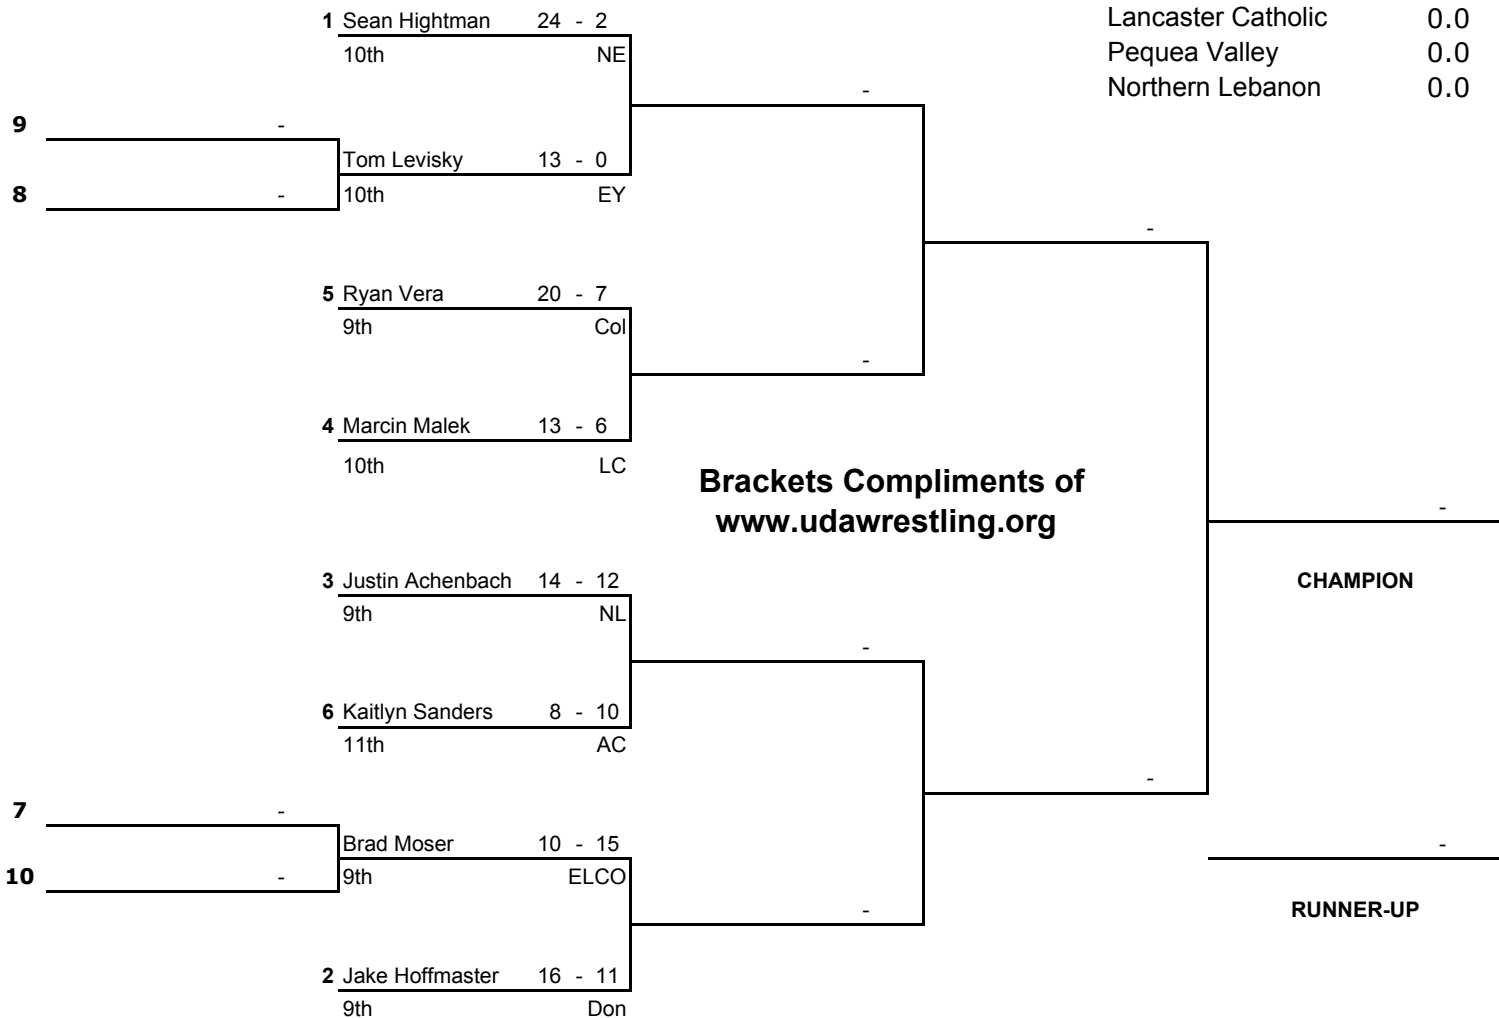 Lancaster Catholic 0.0
Pequea Valley 0.0
Northern Lebanon 0.0
1 Sean Hightman 24 - 2
10th NE
-
9 -
Tom Levisky 13 - 0
8 - 10th EY
-
5 Ryan Vera 20 - 7
9th Col
-
4 Marcin Malek 13 - 6
10th LC
Brackets Compliments of
www.udawrestling.org
-
3 Justin Achenbach 14 - 12
CHAMPION
9th NL
-
6 Kaitlyn Sanders 8 - 10
11th AC
-
7 -
Brad Moser 10 - 15
-
10 - 9th ELCO
-
RUNNER-UP
2 Jake Hoffmaster 16 - 11
9th Don